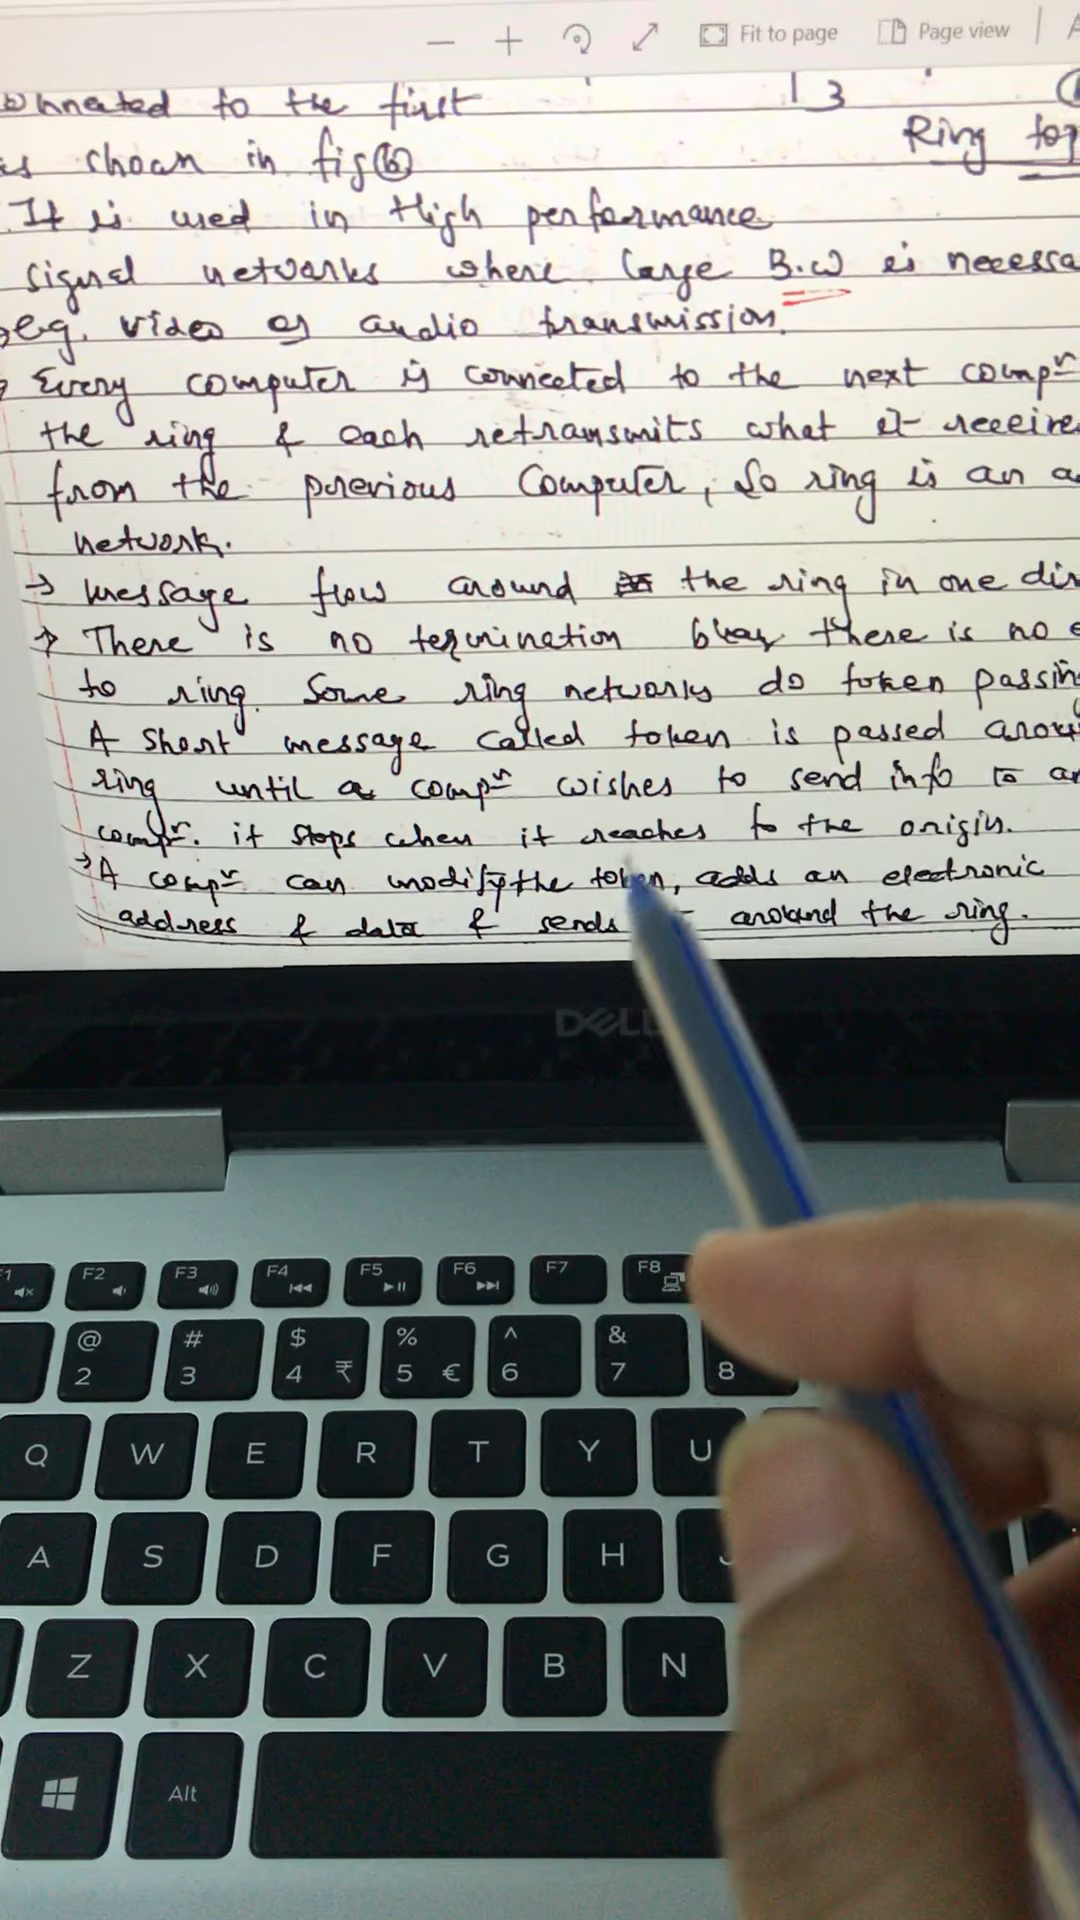 Fit to page Page view
onnected to the first 13
is shown in fig (b) Ring top
It is used in High performance
signal networks where large B.W is necessa
eg. video or audio transmission.
Every computer is connected to the next compr
the ring & each retransmits what it receive
from the previous Computer, So ring is an a
network.
→ Message flow around the ring in one dir
→ There is no termination bcoz there is no e
to ring. Some ring networks do token passing
A short message called token is passed arou
ring until a compr wishes to send info to an
compr. it stops when it reaches to the origin.
→ A compr can modify the token, adds an electronic
address & data & sends around the ring.
DELL
F1 F2 F3 F4 F5 F6 F7 F8
@ # $ % ^ &
2 3 4 ₹ 5 € 6 7 8
Q W E R T Y U
A S D F G H J
Z X C V B N
Alt